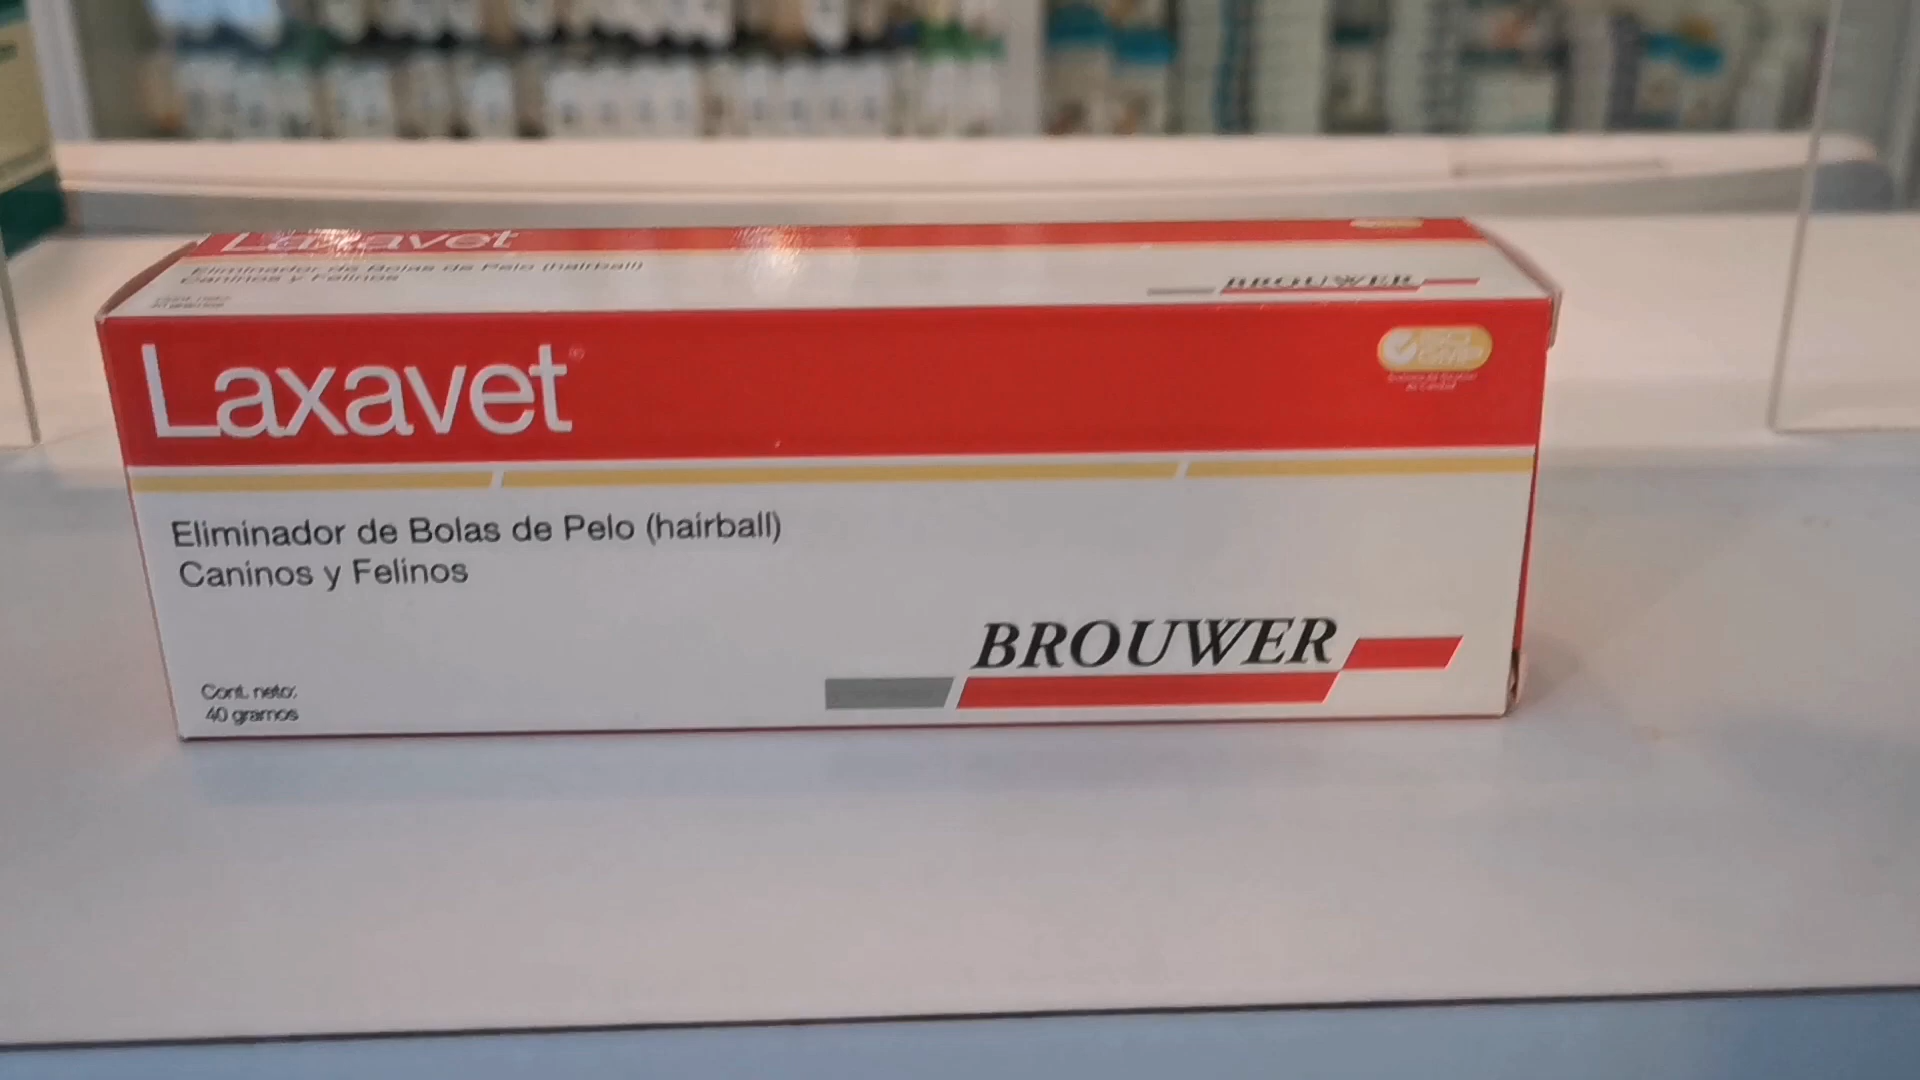 Laxavet
Eliminador de Bolas de Pelo (hairball)
Caninos y Felinos
BROUWER
Laxavet
Eliminador de Bolas de Pelo (hairball)
Caninos y Felinos
BROUWER
Cont. neto:
40 gramos